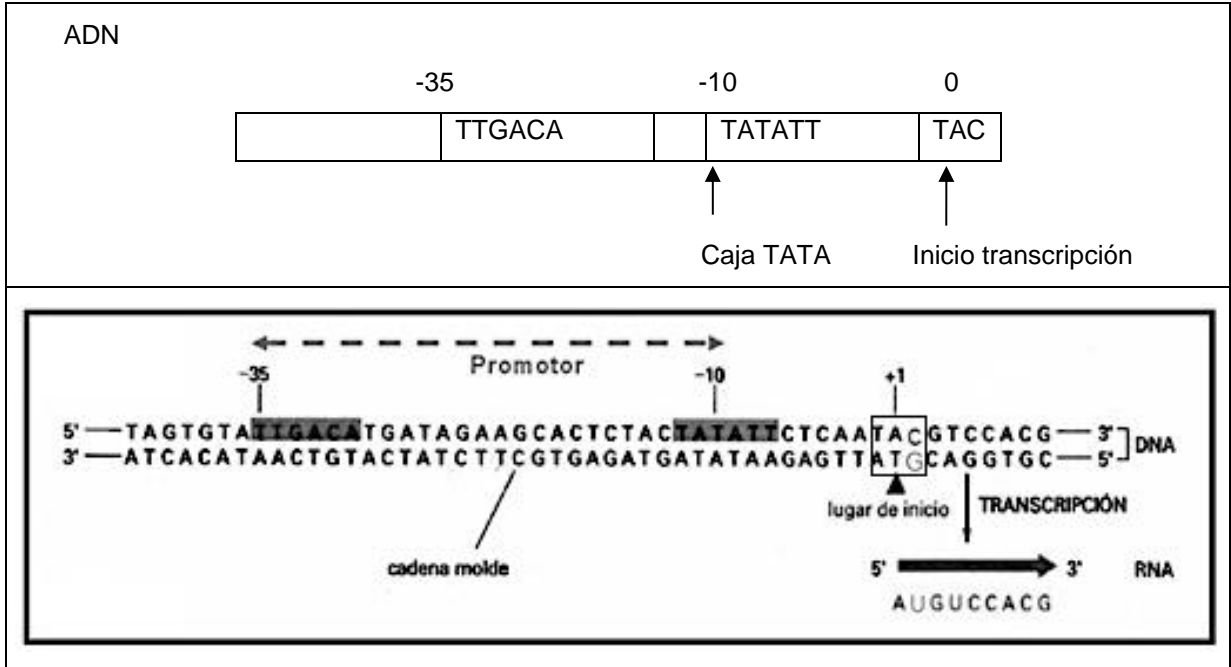 ADN
-35 -10 0
TTGACA TATATT TAC
Caja TATA Inicio transcripción
Promotor
-35 -10 +1
5' TAGTGTATTGACATGATAGAAGCACTCTACTATATTCTCAATACGTCCACG 3'
DNA
3' ATCACATAACTGTACTATCTTCGTGAGATGATATAAGAGTTATGCAGGTGC 5'
lugar de inicio TRANSCRIPCIÓN
cadena molde
5' 3' RNA
AUGUCCACG